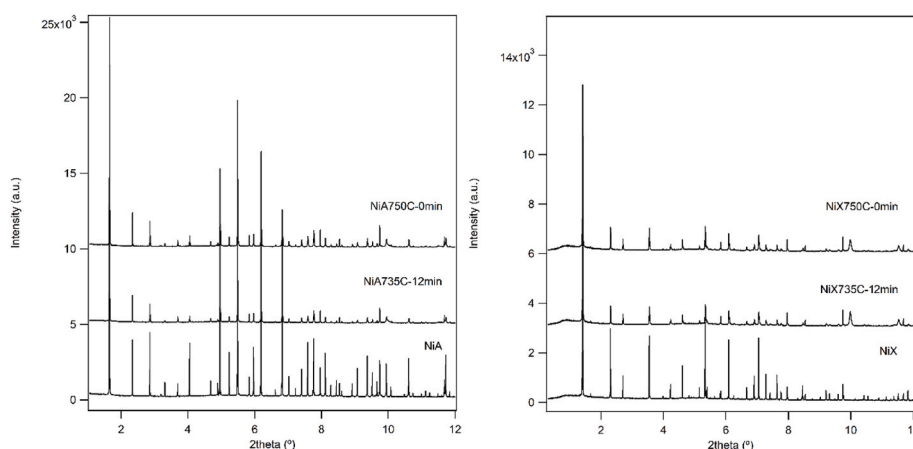 25x10³
20
15
10
5
0
Intensity (a.u.)
NiA750C-0min
NiA735C-12min
NiA
2
4
6
8
10
12
2theta (º)
14x10³
12
10
8
6
4
2
0
Intensity (a.u.)
NiX750C-0min
NiX735C-12min
NiX
2
4
6
8
10
12
2theta (º)